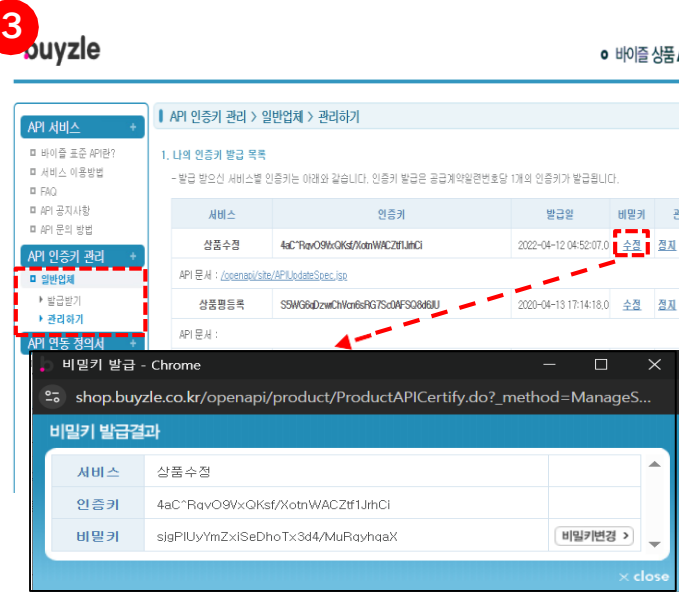 3
buyzle
바이즐 상품
API 서비스 +
바이즐 표준 API란?
서비스 이용방법
FAQ
API 공지사항
API 문의 방법
API 인증키 관리 +
일반업체
발급받기
관리하기
API 연동 정의서 +
API 인증키 관리 > 일반업체 > 관리하기
1. 나의 인증키 발급 목록
- 발급 받으신 서비스별 인증키는 아래와 같습니다. 인증키 발급은 공급계약일련번호당 1개의 인증키가 발급됩니다.
서비스 인증키 발급일 비밀키
상품수정 4aC^RqvO9VxQKsf/XotnWACZtf1JrhCi 2022-04-12 04:52:07.0 수정 정지
API 문서 : /openapi/site/APIUpdateSpec.jsp
상품평등록 2020-04-13 17:14:18.0 수정 정지
API 문서 :
비밀키 발급 - Chrome
shop.buyzle.co.kr/openapi/product/ProductAPICertify.do?_method=ManageS...
비밀키 발급결과
서비스 상품수정
인증키 4aC^RqvO9VxQKsf/XotnWACZtf1JrhCi
비밀키 sjgPIUyYmZxiSeDhoTx3d4/MuRqyhqaX 비밀키변경 >
× close